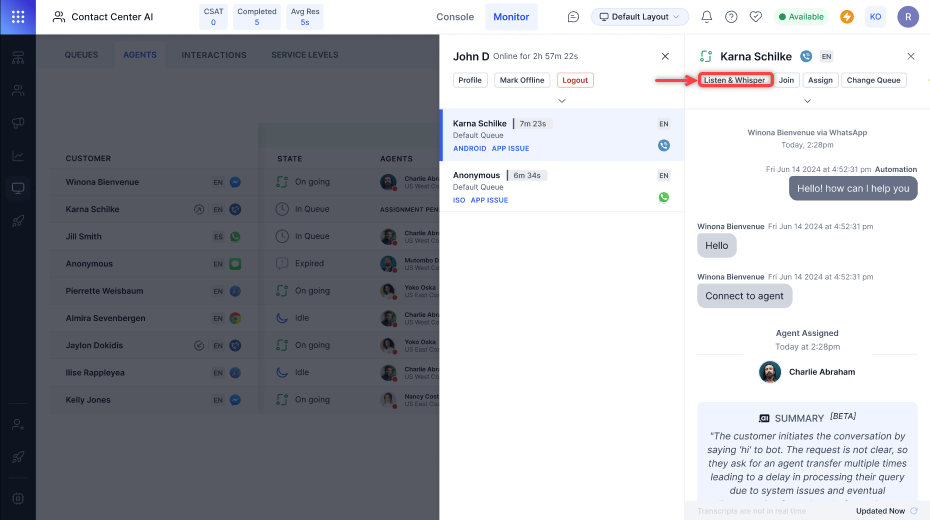 Contact Center AI
CSAT
0
Completed
5
Avg Res
5s
Console
Monitor
Default Layout
Available
KO
R
QUEUES
AGENTS
INTERACTIONS
SERVICE LEVELS
CUSTOMER
STATE
AGENTS
Winona Bienvenue
EN
On going
Charlie Abra
US West Co
Karna Schilke
EN
In Queue
ASSIGNMENT PEN
Jill Smith
ES
In Queue
Charlie Abra
US West Co
Anonymous
EN
Expired
Mutombo D
US West Co
Pierrette Weisbaum
EN
On going
Yoko Oska
US East Co
Almira Sevenbergen
EN
Idle
Charlie Abra
US West Co
Jaylon Dokidis
EN
On going
Yoko Oska
US East Co
Ilise Rappleyea
EN
Idle
Charlie Abra
US West Co
Kelly Jones
EN
On going
Nancy Cost
US East Co
John D Online for 2h 57m 22s
Profile
Mark Offline
Logout
Karna Schilke 7m 23s
EN
Default Queue
ANDROID APP ISSUE
Anonymous 6m 34s
EN
Default Queue
ISO APP ISSUE
Karna Schilke
EN
Listen & Whisper
Join
Assign
Change Queue
Winona Bienvenue via WhatsApp
Today, 2:28pm
Fri Jun 14 2024 at 4:52:31 pm Automation
Hello! how can I help you
Winona Bienvenue Fri Jun 14 2024 at 4:52:31 pm
Hello
Winona Bienvenue Fri Jun 14 2024 at 4:52:31 pm
Connect to agent
Agent Assigned
Today at 2:28pm
Charlie Abraham
SUMMARY [BETA]
"The customer initiates the conversation by
saying 'hi' to bot. The request is not clear, so
they ask for an agent transfer multiple times
leading to a delay in processing their query
due to system issues and eventual
Transcripts are not in real time
Updated Now